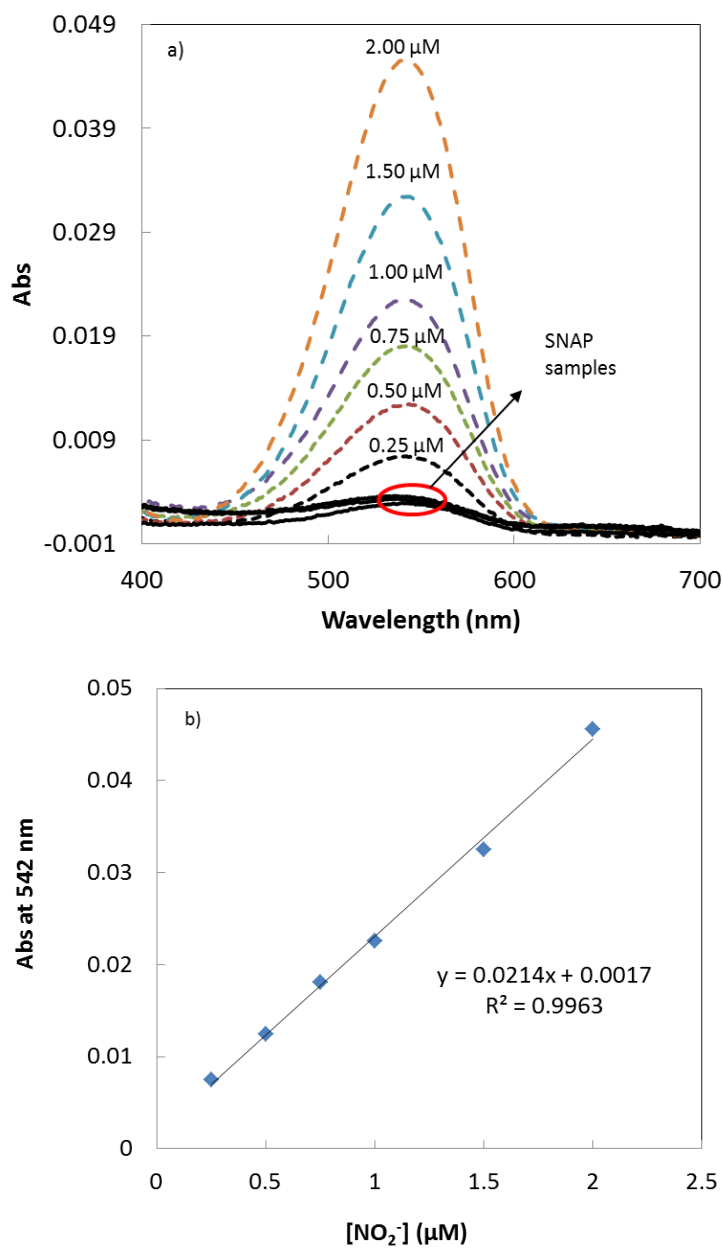 0.049
a)
2.00 µM
0.039
1.50 µM
0.029
1.00 µM
Abs
0.019
0.75 µM
SNAP
samples
0.50 µM
0.009
0.25 µM
-0.001
400
500
600
700
Wavelength (nm)
0.05
b)
0.04
Abs at 542 nm
0.03
0.02
y = 0.0214x + 0.0017
R² = 0.9963
0.01
0
0
0.5
1
1.5
2
2.5
[NO₂⁻] (µM)